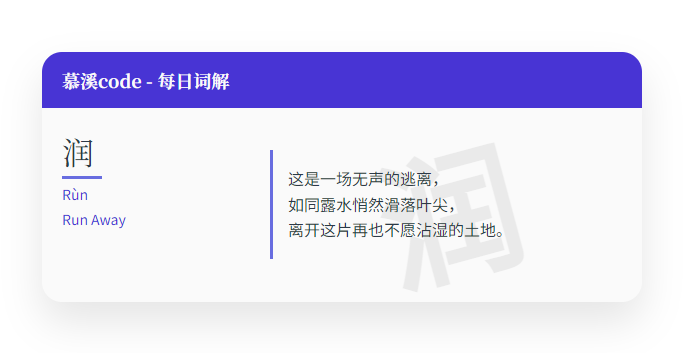 慕溪code - 每日词解
润
Rùn
Run Away
这是一场无声的逃离，
如同露水悄然滑落叶尖，
离开这片再也不愿沾湿的土地。
润